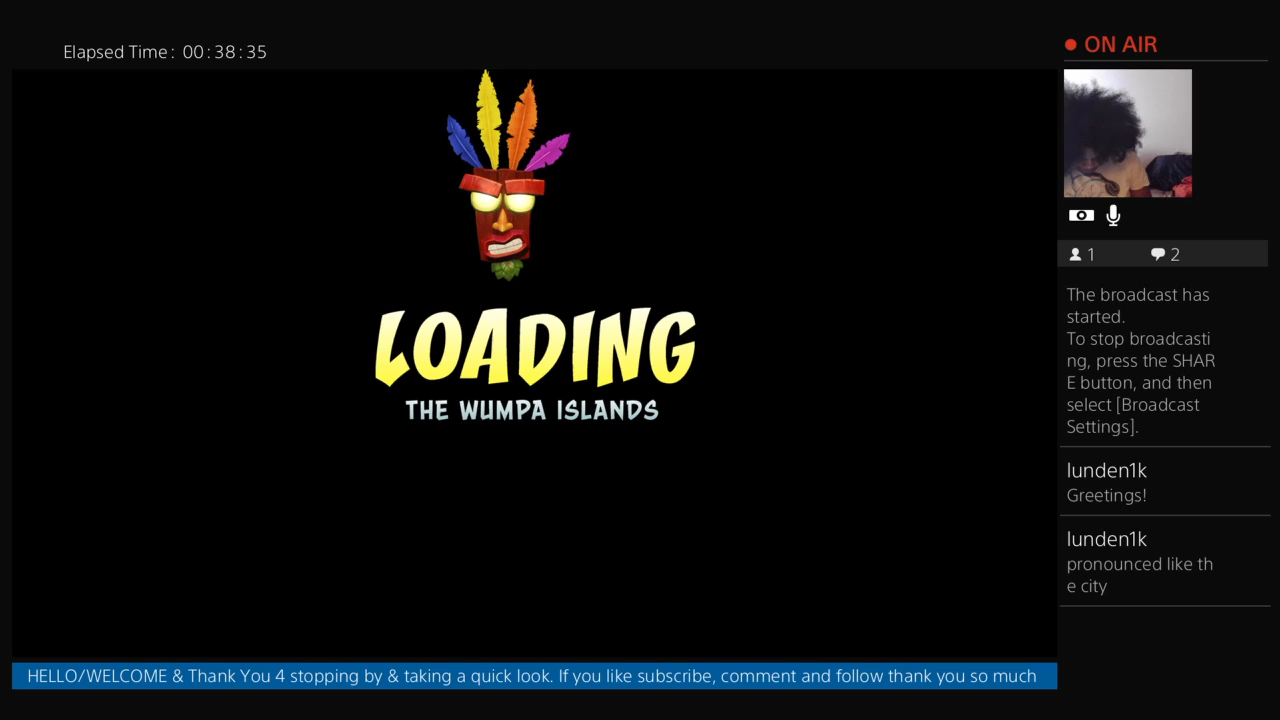 Elapsed Time: 00:38:35
ON AIR
LOADING
THE WUMPA ISLANDS
1
2
The broadcast has
started.
To stop broadcasti
ng, press the SHAR
E button, and then
select [Broadcast
Settings].
lunden1k
Greetings!
lunden1k
pronounced like th
e city
HELLO/WELCOME & Thank You 4 stopping by & taking a quick look. If you like subscribe, comment and follow thank you so much